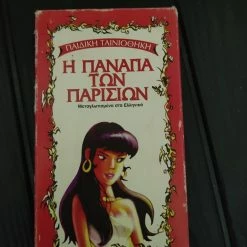 ΠΑΙΔΙΚΗ ΤΑΙΝΙΟΘΗΚΗ
Η ΠΑΝΑΓΙΑ
ΤΩΝ
ΠΑΡΙΣΙΩΝ
Μεταγλωττισμένο στα Ελληνικά